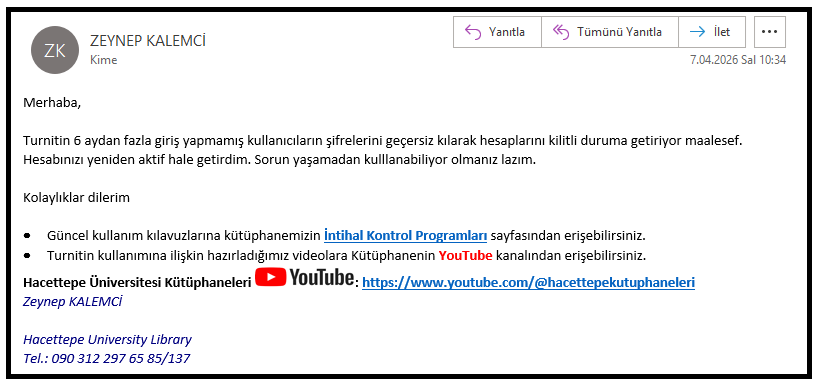 ZK
ZEYNEP KALEMCİ
Kime
Yanıtla
Tümünü Yanıtla
İlet
...
7.04.2026 Sal 10:34
Merhaba,
Turnitin 6 aydan fazla giriş yapmamış kullanıcıların şifrelerini geçersiz kılarak hesaplarını kilitli duruma getiriyor maalesef.
Hesabınızı yeniden aktif hale getirdim. Sorun yaşamadan kulllanabiliyor olmanız lazım.
Kolaylıklar dilerim
• Güncel kullanım kılavuzlarına kütüphanemizin İntihal Kontrol Programları sayfasından erişebilirsiniz.
• Turnitin kullanımına ilişkin hazırladığımız videolara Kütüphanenin YouTube kanalından erişebilirsiniz.
Hacettepe Üniversitesi Kütüphaneleri YouTube: https://www.youtube.com/@hacettepekutuphaneleri
Zeynep KALEMCİ
Hacettepe University Library
Tel.: 090 312 297 65 85/137